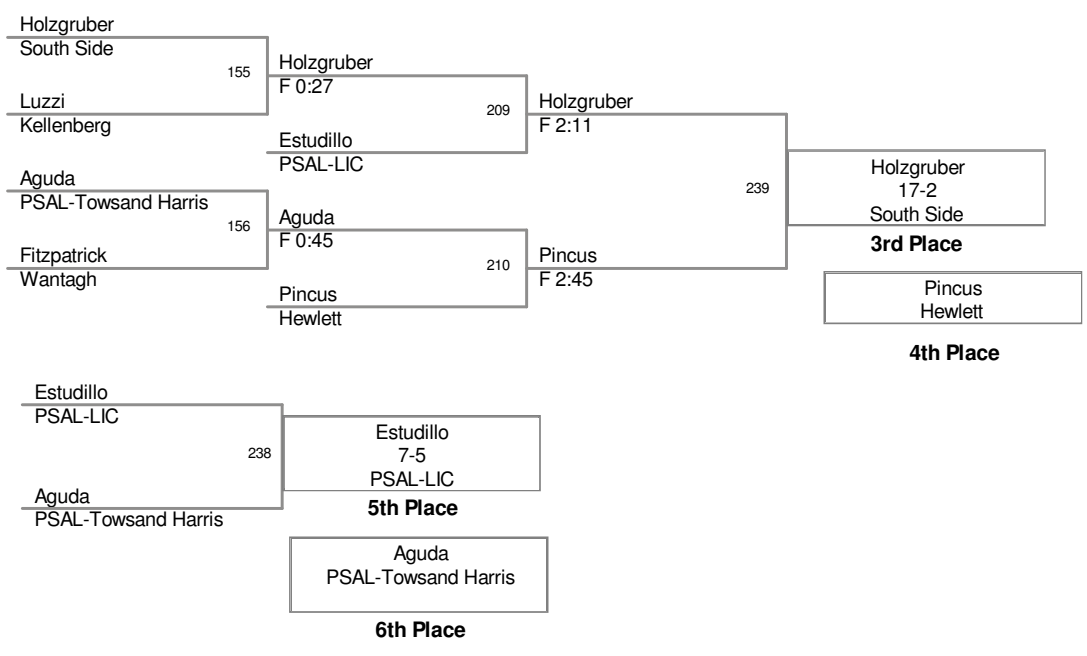 Holzgruber
South Side
155
Luzzi
Kellenberg
Holzgruber
F 0:27
209
Estudillo
PSAL-LIC
Aguda
PSAL-Towsand Harris
156
Fitzpatrick
Wantagh
Aguda
F 0:45
210
Pincus
Hewlett
Holzgruber
F 2:11
239
Pincus
F 2:45
Holzgruber
17-2
South Side
3rd Place
Pincus
Hewlett
4th Place
Estudillo
PSAL-LIC
238
Aguda
PSAL-Towsand Harris
Estudillo
7-5
PSAL-LIC
5th Place
Aguda
PSAL-Towsand Harris
6th Place